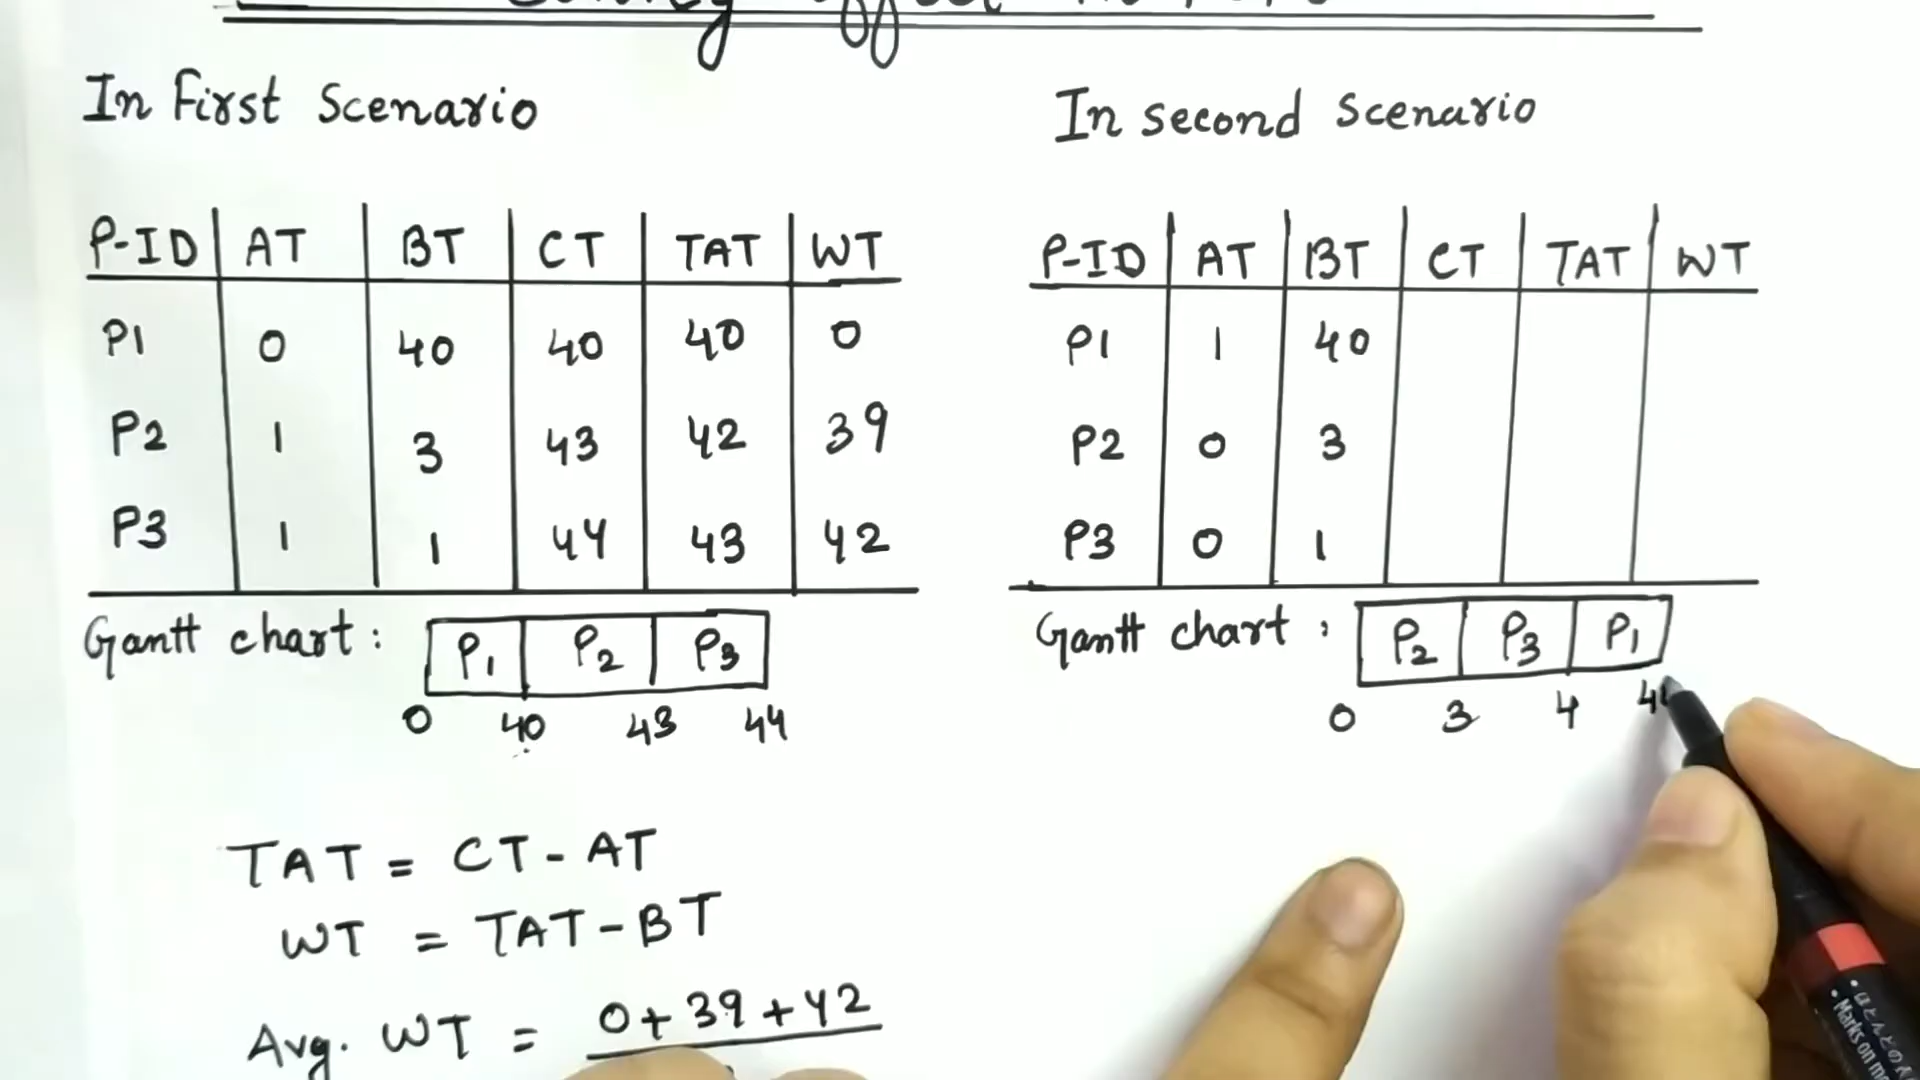 In First Scenario
P-ID AT BT CT TAT WT
P1 0 40 40 40 0
P2 1 3 43 42 39
P3 1 1 44 43 42
Gantt chart :
P1 P2 P3
0 40 43 44
TAT = CT - AT
WT = TAT - BT
Avg. WT = 0 + 39 + 42
In second Scenario
P-ID AT BT CT TAT WT
P1 1 40
P2 0 3
P3 0 1
Gantt chart :
P2 P3 P1
0 3 4